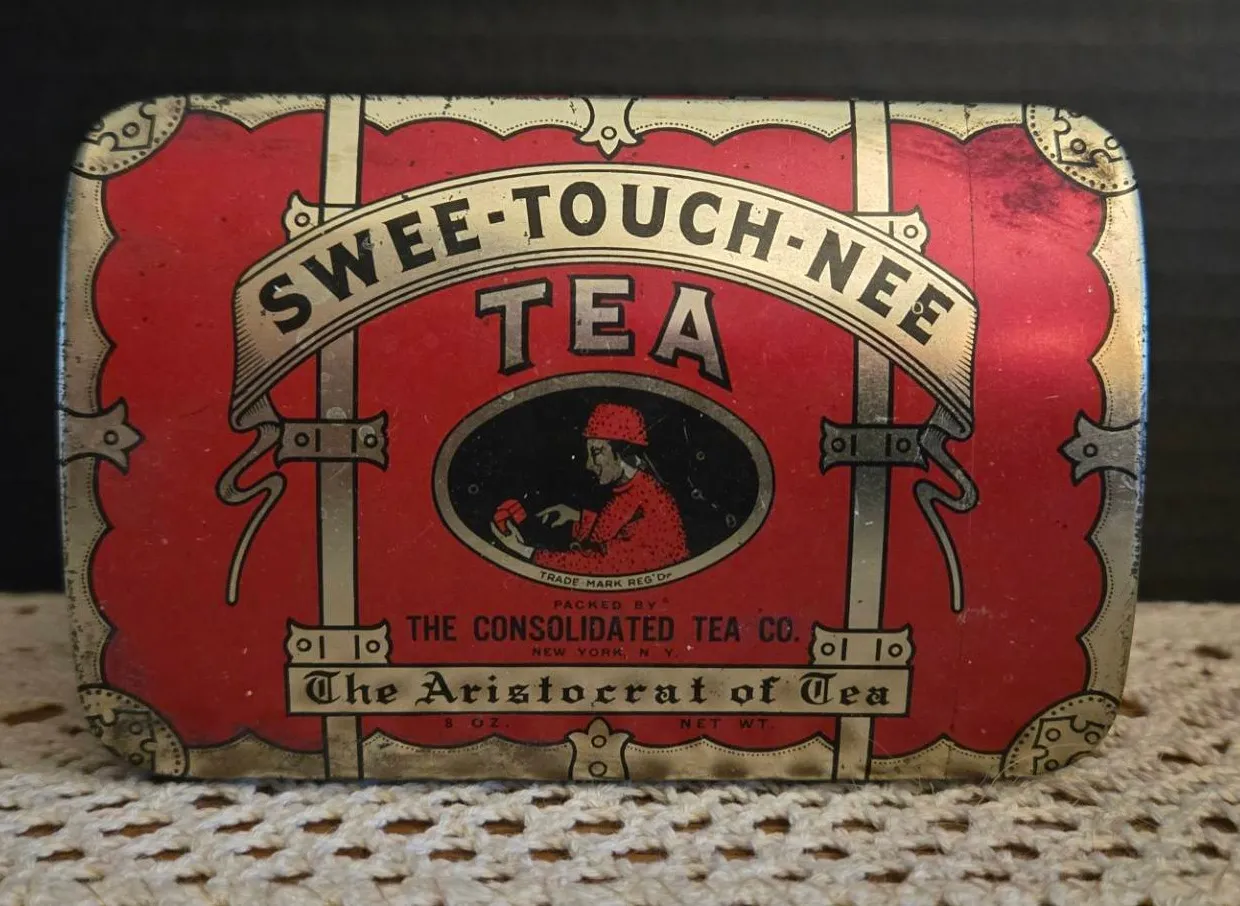 SWEE-TOUCH-NEE
TEA
TRADE MARK REG'D
PACKED BY
THE CONSOLIDATED TEA CO.
NEW YORK, N. Y.
The Aristocrat of Tea
8 OZ. NET WT.